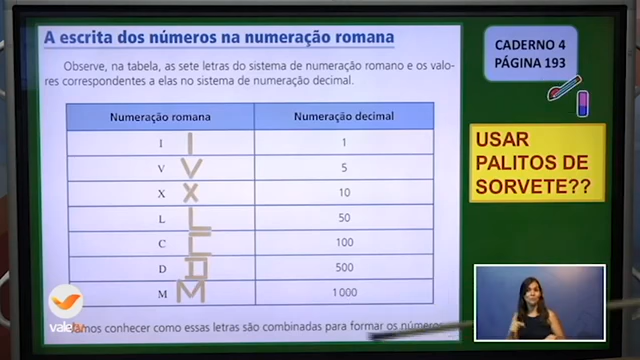 A escrita dos números na numeração romana
Observe, na tabela, as sete letras do sistema de numeração romano e os valo-
res correspondentes a elas no sistema de numeração decimal.
Numeração romana Numeração decimal
I I 1
V V 5
X X 10
L L 50
C C 100
D D 500
M M 1 000
Vamos conhecer como essas letras são combinadas para formar os números
CADERNO 4
PÁGINA 193
USAR
PALITOS DE
SORVETE??
vale tv